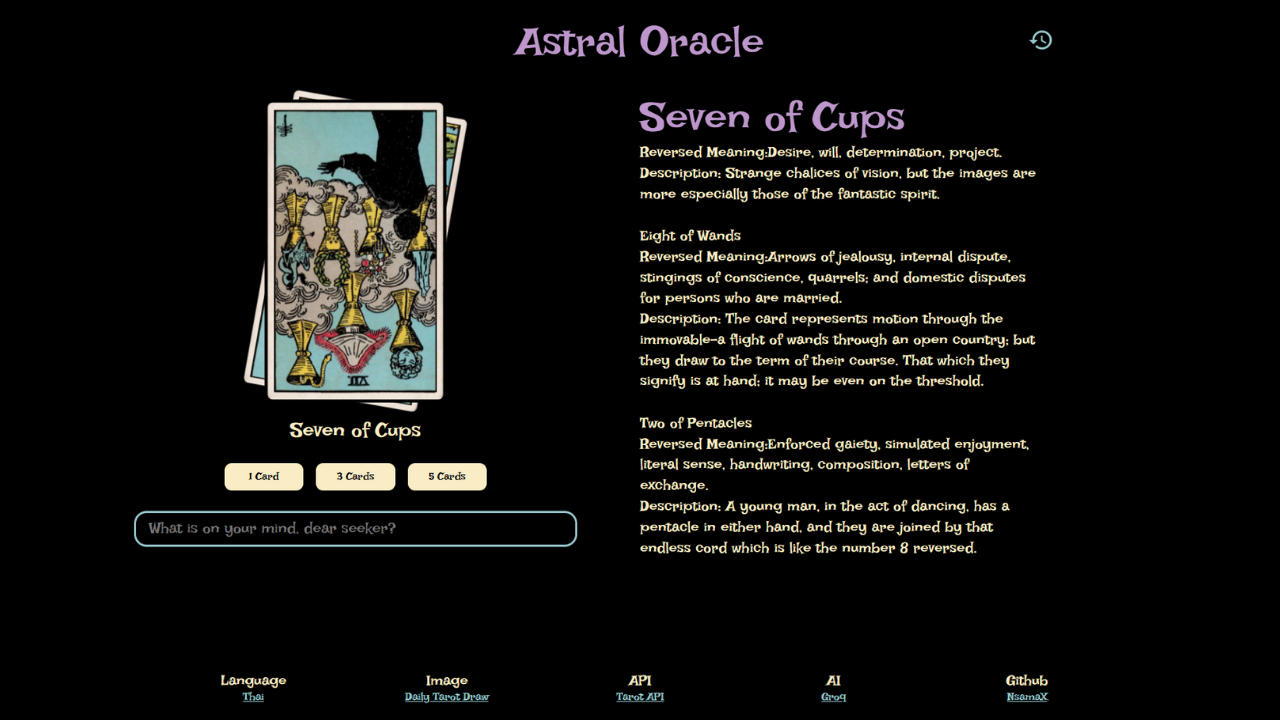 Astral Oracle
VII
Seven of Cups
1 Card
3 Cards
5 Cards
What is on your mind, dear seeker?
Seven of Cups
Reversed Meaning:Desire, will, determination, project.
Description: Strange chalices of vision, but the images are
more especially those of the fantastic spirit.
Eight of Wands
Reversed Meaning:Arrows of jealousy, internal dispute,
stingings of conscience, quarrels; and domestic disputes
for persons who are married.
Description: The card represents motion through the
immovable-a flight of wands through an open country; but
they draw to the term of their course. That which they
signify is at hand; it may be even on the threshold.
Two of Pentacles
Reversed Meaning:Enforced gaiety, simulated enjoyment,
literal sense, handwriting, composition, letters of
exchange.
Description: A young man, in the act of dancing, has a
pentacle in either hand, and they are joined by that
endless cord which is like the number 8 reversed.
Language
Thai
Image
Daily Tarot Draw
API
Tarot API
AI
Groq
Github
NsamaX